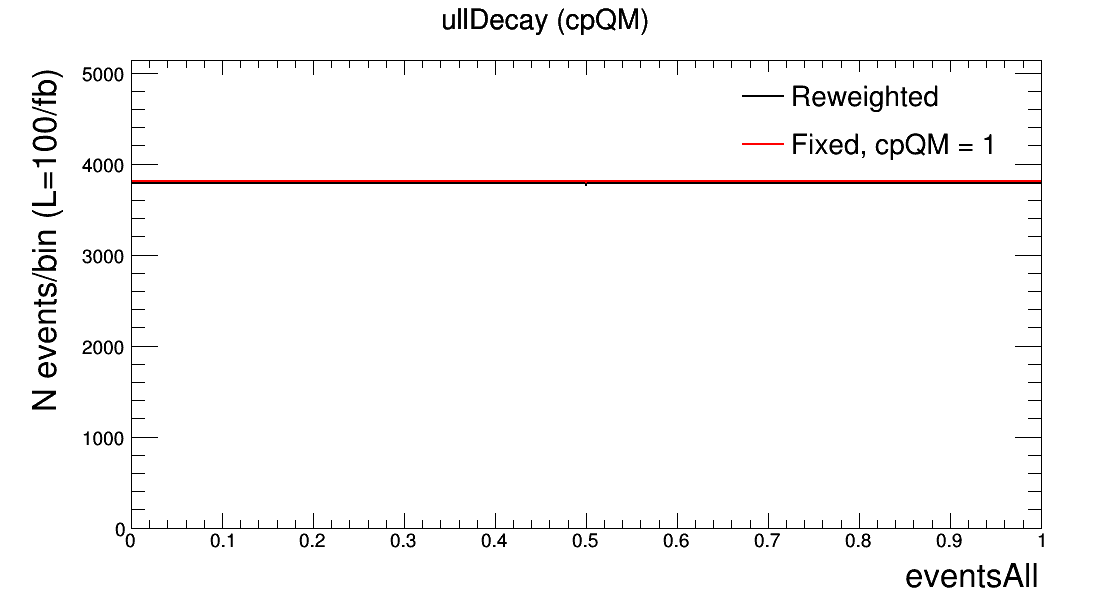 ullDecay (cpQM)
N events/bin (L=100/fb)
5000
4000
3000
2000
1000
0
Reweighted
Fixed, cpQM = 1
0 0.1 0.2 0.3 0.4 0.5 0.6 0.7 0.8 0.9 1
eventsAll